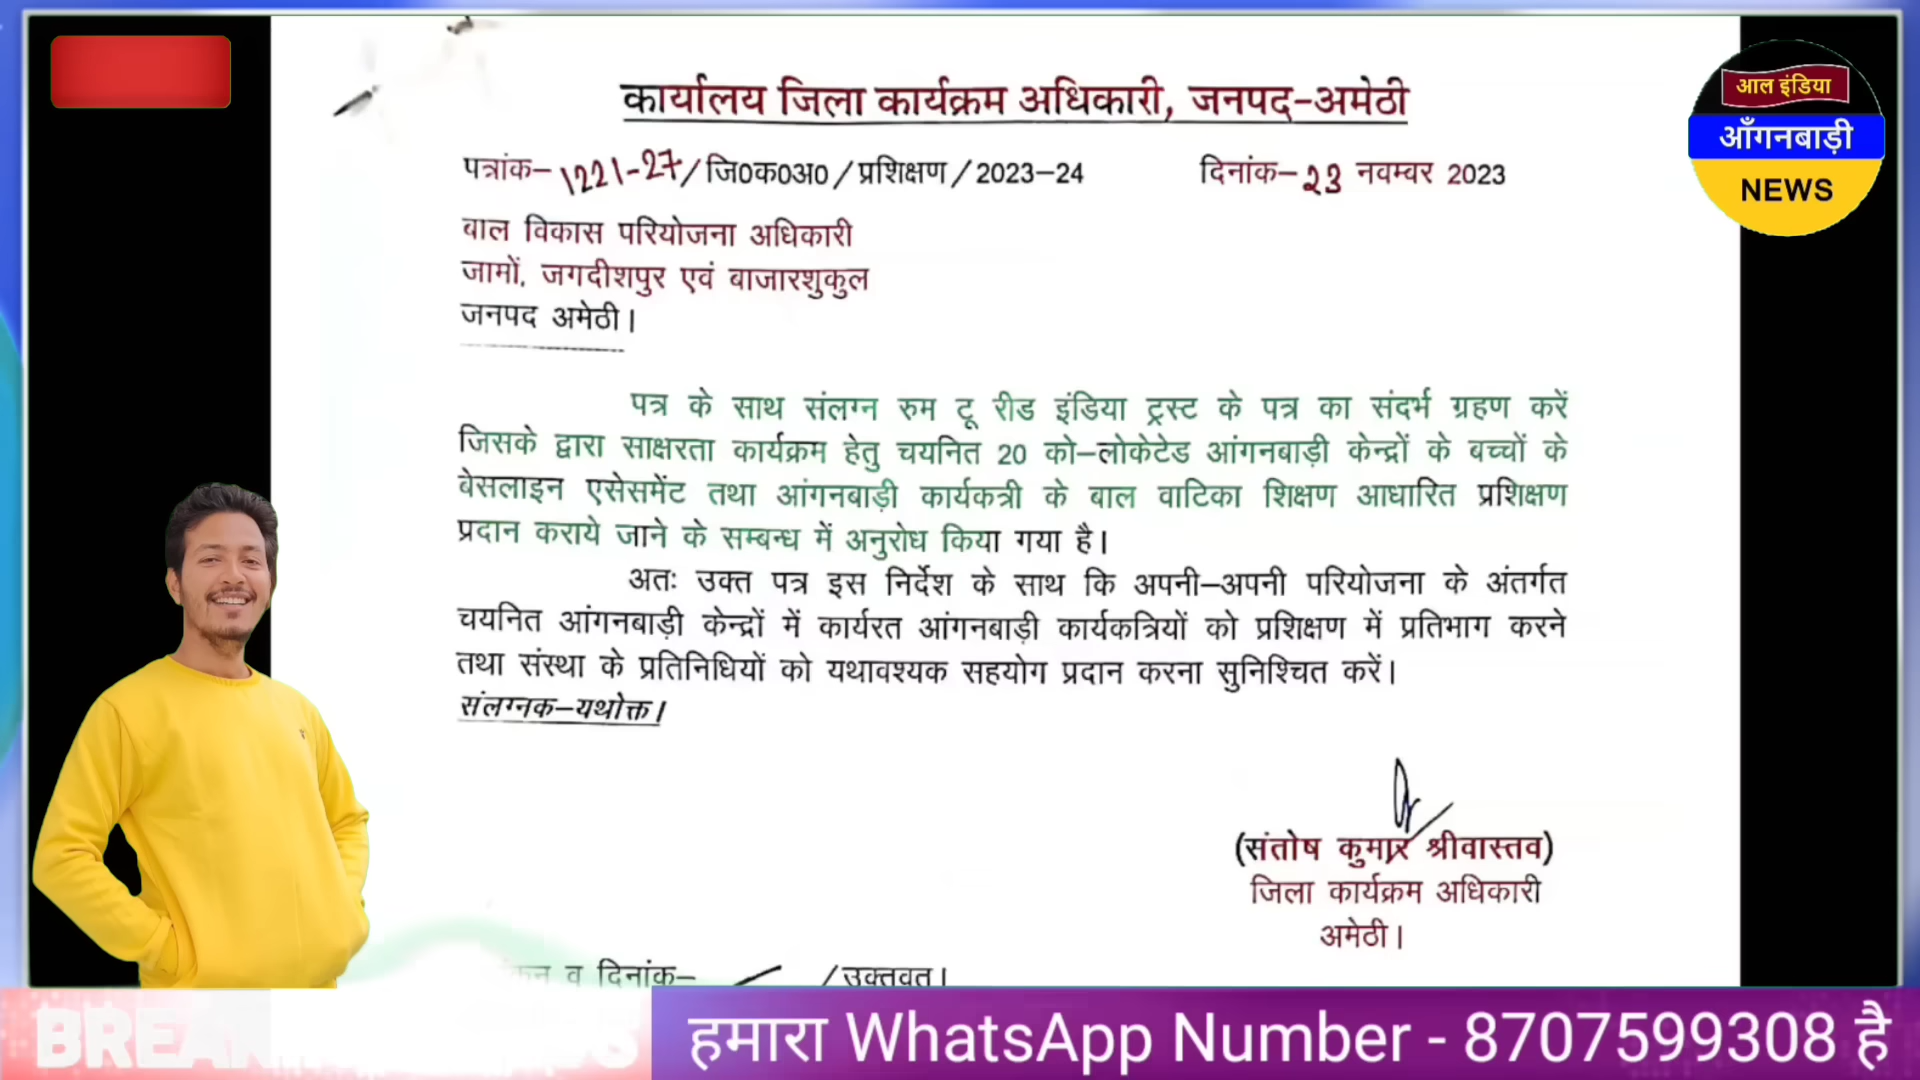 आल इंडिया
आँगनबाड़ी
NEWS
कार्यालय जिला कार्यक्रम अधिकारी, जनपद-अमेठी
पत्रांक-1221-27/जि0क0अ0/प्रशिक्षण/2023-24 दिनांक-23 नवम्बर 2023
बाल विकास परियोजना अधिकारी
जामों, जगदीशपुर एवं बाजारशुकुल
जनपद अमेठी।
पत्र के साथ संलग्न रुम टू रीड इंडिया ट्रस्ट के पत्र का संदर्भ ग्रहण करें
जिसके द्वारा साक्षरता कार्यक्रम हेतु चयनित 20 को-लोकेटेड आंगनबाड़ी केन्द्रों के बच्चों के
बेसलाइन एसेसमेंट तथा आंगनबाड़ी कार्यकत्री के बाल वाटिका शिक्षण आधारित प्रशिक्षण
प्रदान कराये जाने के सम्बन्ध में अनुरोध किया गया है।
अतः उक्त पत्र इस निर्देश के साथ कि अपनी-अपनी परियोजना के अंतर्गत
चयनित आंगनबाड़ी केन्द्रों में कार्यरत आंगनबाड़ी कार्यकत्रियों को प्रशिक्षण में प्रतिभाग करने
तथा संस्था के प्रतिनिधियों को यथावश्यक सहयोग प्रदान करना सुनिश्चित करें।
संलग्नक-यथोक्त।
(संतोष कुमार श्रीवास्तव)
जिला कार्यक्रम अधिकारी
अमेठी।
व दिनांक- /उक्तवत।
हमारा WhatsApp Number - 8707599308 है